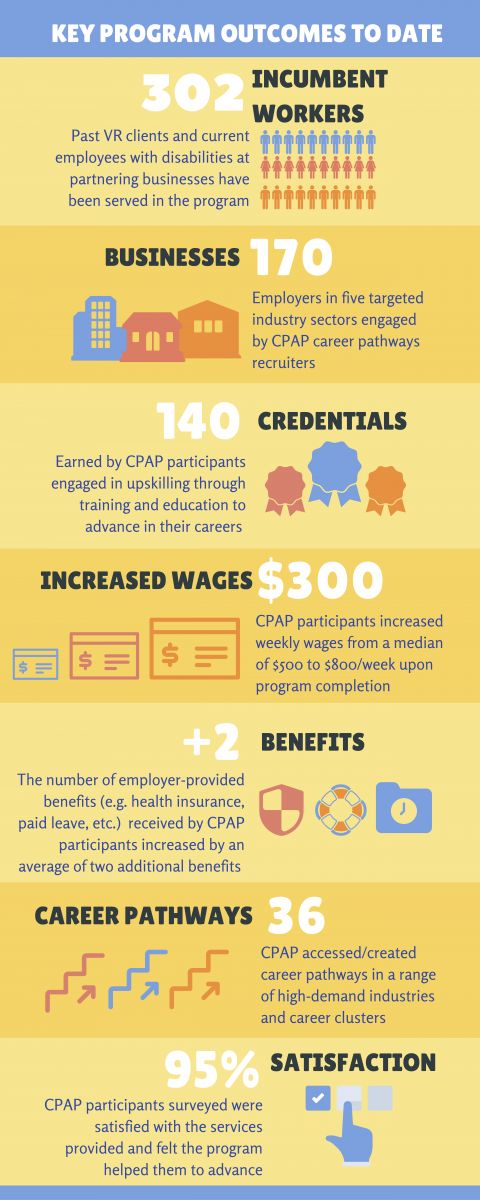 KEY PROGRAM OUTCOMES TO DATE
302 INCUMBENT
WORKERS
Past VR clients and current
employees with disabilities at
partnering businesses have
been served in the program
BUSINESSES 170
Employers in five targeted
industry sectors engaged
by CPAP career pathways
recruiters
140 CREDENTIALS
Earned by CPAP participants
engaged in upskilling through
training and education to
advance in their careers
INCREASED WAGES $300
$
$
$
CPAP participants increased
weekly wages from a median
of $500 to $800/week upon
program completion
+2 BENEFITS
The number of employer-provided
benefits (e.g. health insurance,
paid leave, etc.) received by CPAP
participants increased by an
average of two additional benefits
CAREER PATHWAYS 36
CPAP accessed/created
career pathways in a range
of high-demand industries
and career clusters
95% SATISFACTION
CPAP participants surveyed were
satisfied with the services
provided and felt the program
helped them to advance